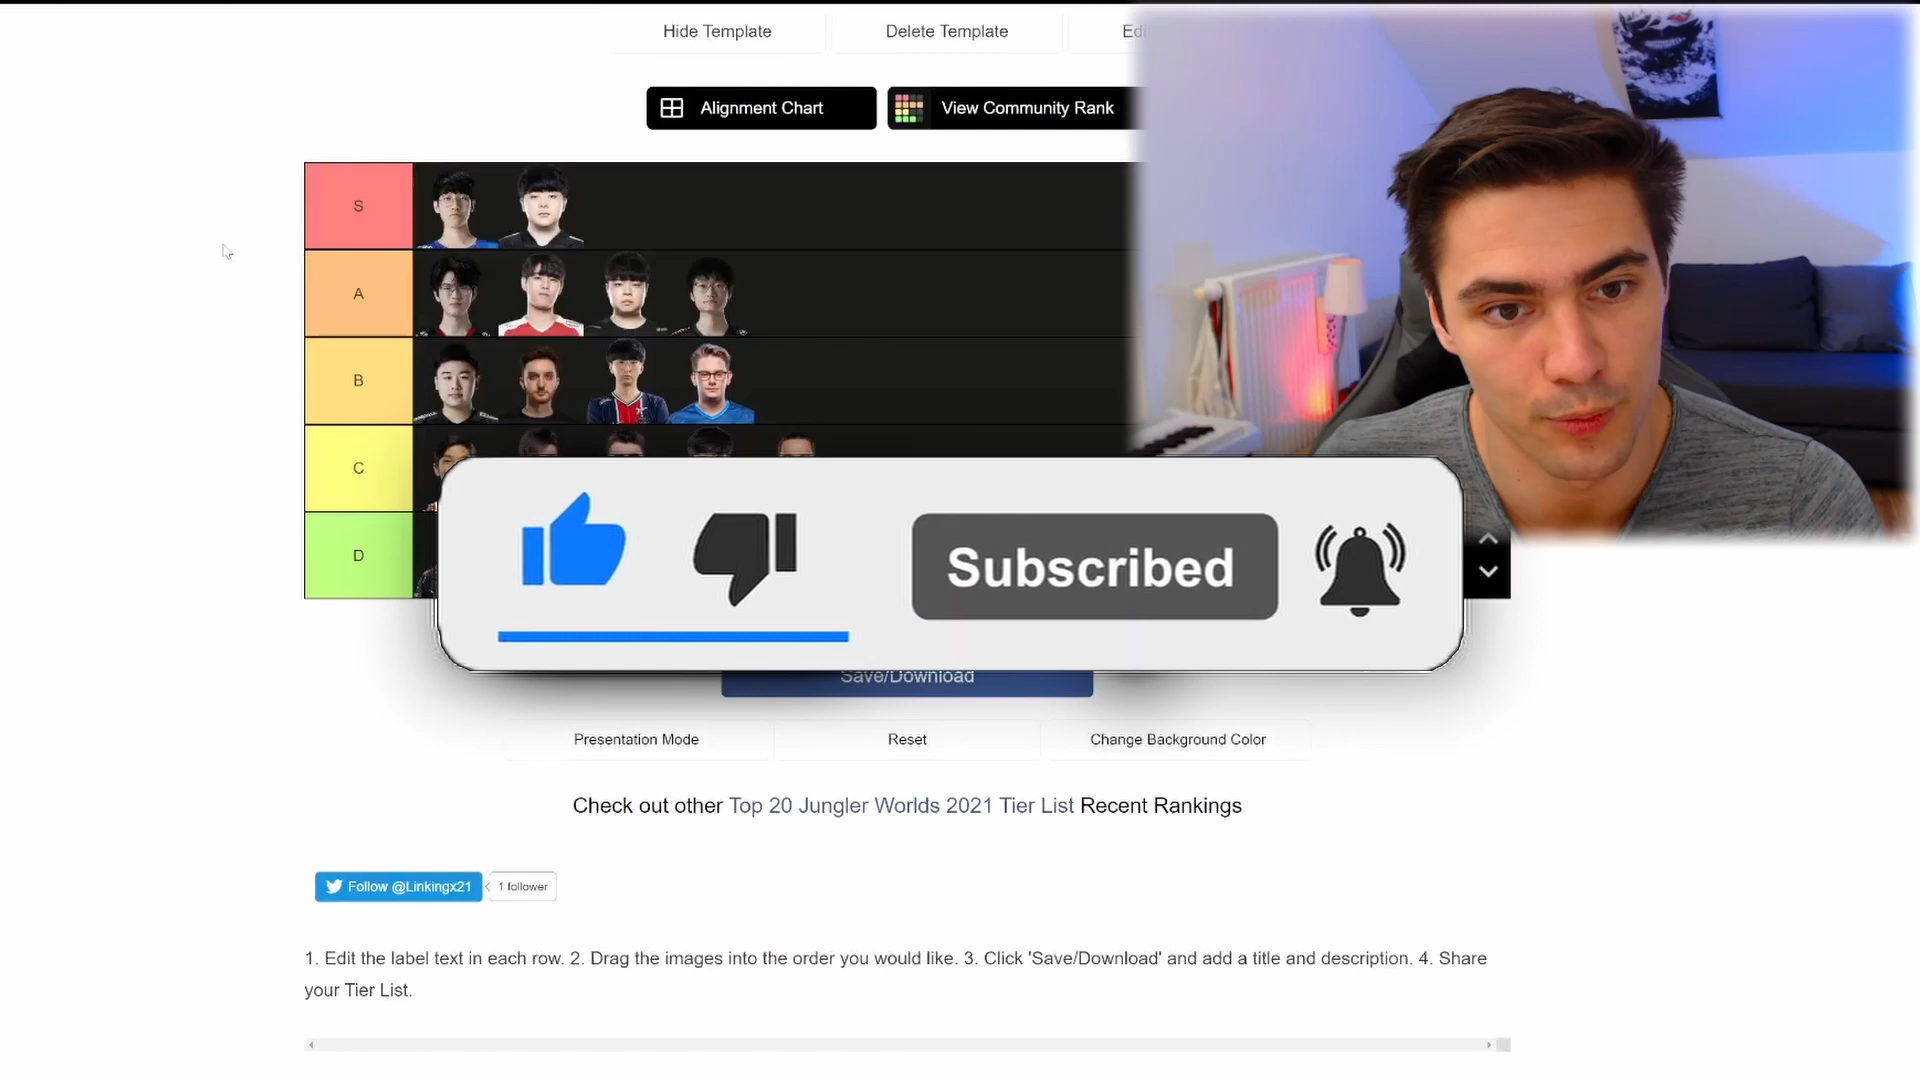 Hide Template
Delete Template
Alignment Chart
View Community Rank
S
A
B
C
D
Subscribed
Save/Download
Presentation Mode
Reset
Change Background Color
Check out other Top 20 Jungler Worlds 2021 Tier List Recent Rankings
Follow @Linkingx21
1 follower
1. Edit the label text in each row. 2. Drag the images into the order you would like. 3. Click 'Save/Download' and add a title and description. 4. Share
your Tier List.